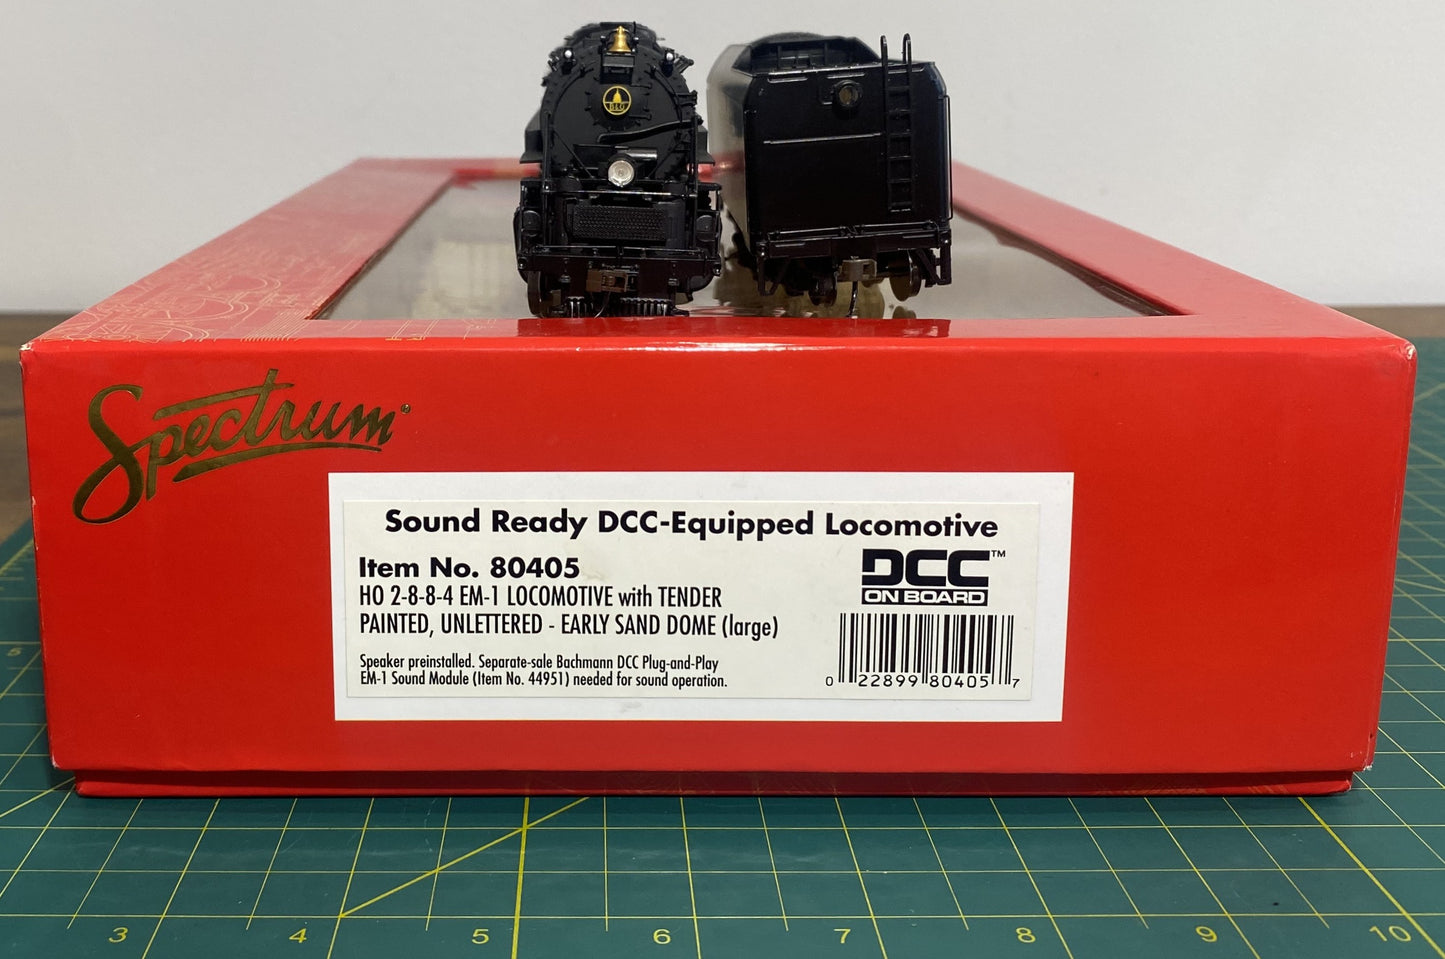 B&O
Spectrum®
Sound Ready DCC-Equipped Locomotive
Item No. 80405
HO 2-8-8-4 EM-1 LOCOMOTIVE with TENDER
PAINTED, UNLETTERED - EARLY SAND DOME (large)
DCC™
ON BOARD
Speaker preinstalled. Separate-sale Bachmann DCC Plug-and-Play
EM-1 Sound Module (Item No. 44951) needed for sound operation.
0 22899 80405 7
5
3 4 5 6 7 8 9 10